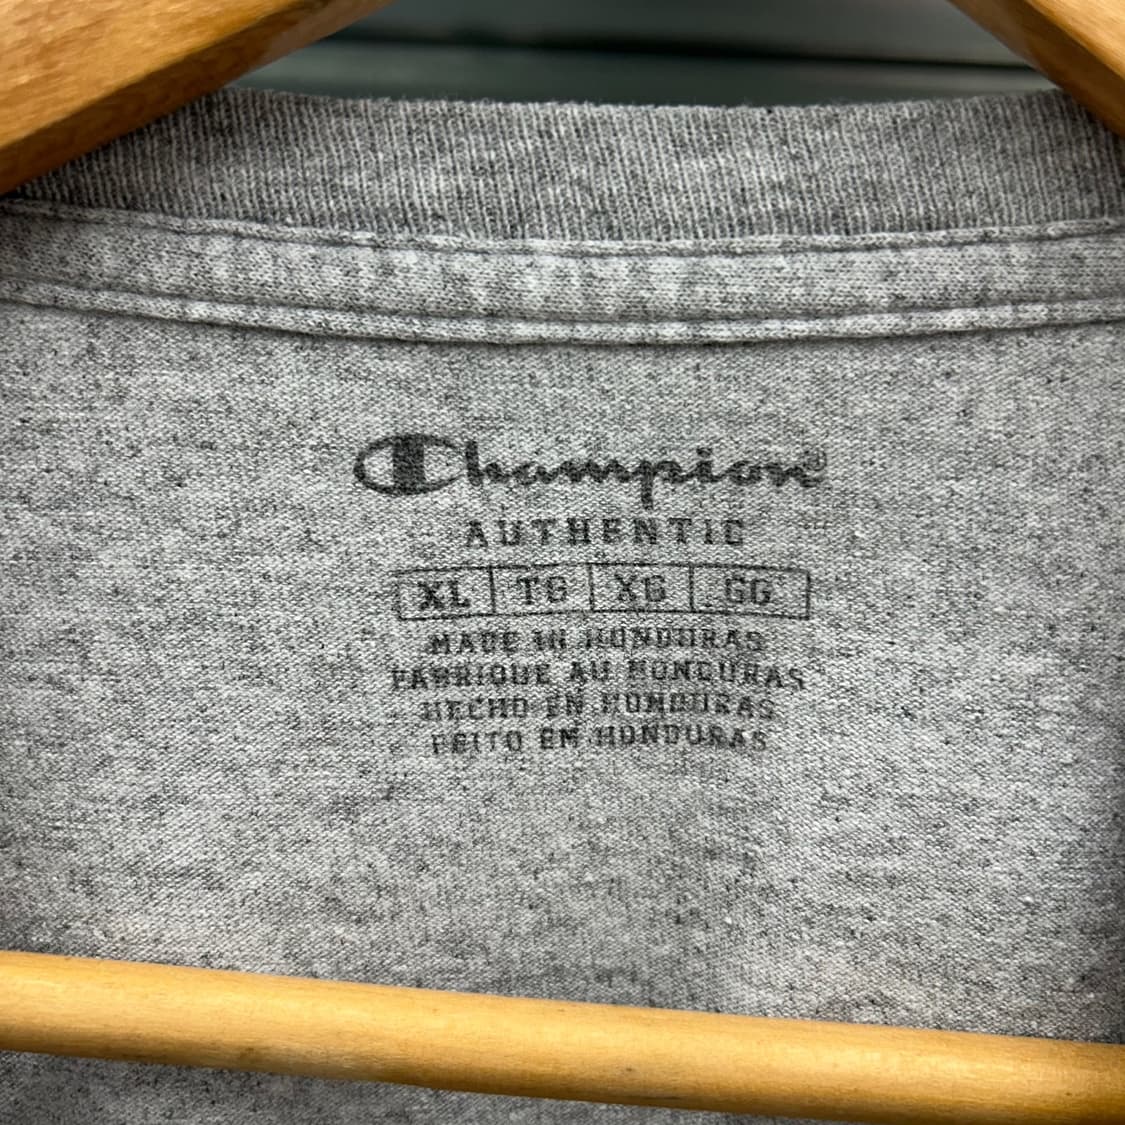 Champion®
AUTHENTIC
XL TG XG GG
MADE IN HONDURAS
FABRIQUE AU HONDURAS
HECHO EN HONDURAS
FEITO EM HONDURAS